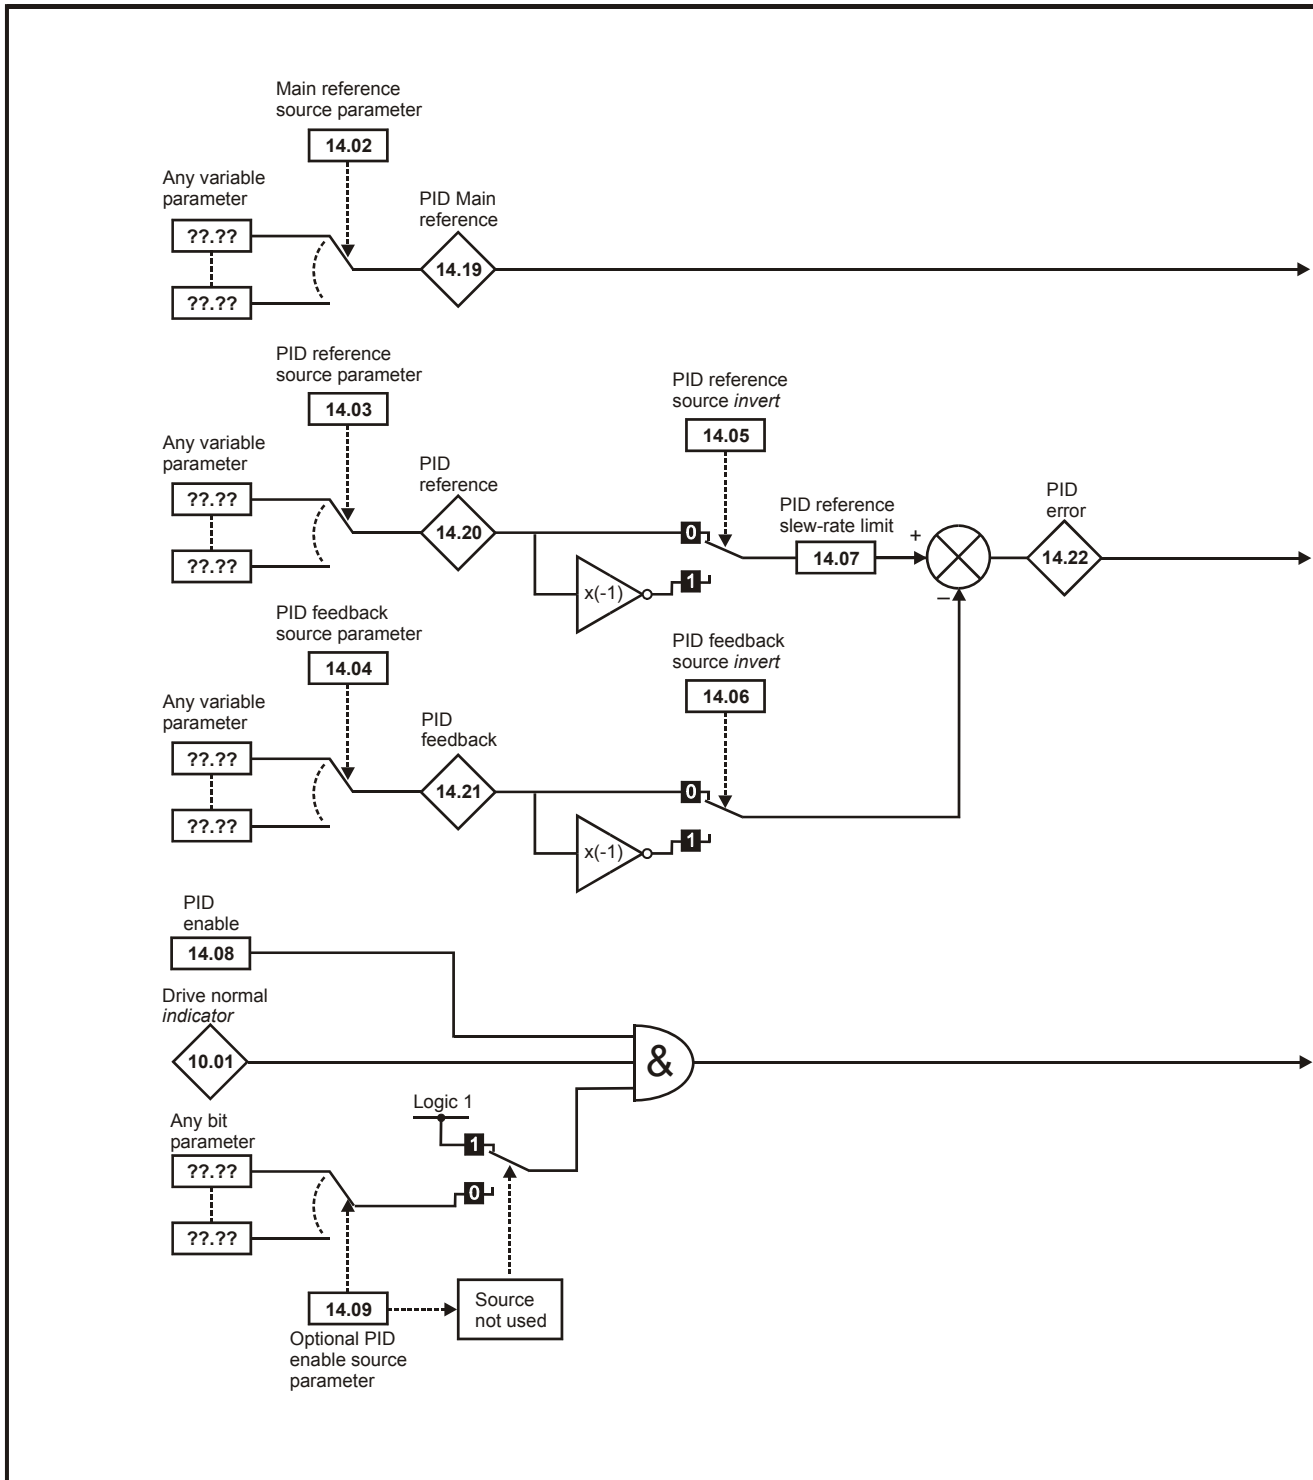 Main reference
source parameter
14.02
Any variable
parameter
??.??
??.??
PID Main
reference
14.19
PID reference
source parameter
14.03
Any variable
parameter
??.??
??.??
PID
reference
14.20
x(-1)
PID reference
source invert
14.05
0
1
PID reference
slew-rate limit
14.07
+
–
PID
error
14.22
PID feedback
source parameter
14.04
Any variable
parameter
??.??
??.??
PID
feedback
14.21
x(-1)
PID feedback
source invert
14.06
0
1
PID
enable
14.08
Drive normal
indicator
10.01
&
Logic 1
1
0
Any bit
parameter
??.??
??.??
14.09
Optional PID
enable source
parameter
Source
not used